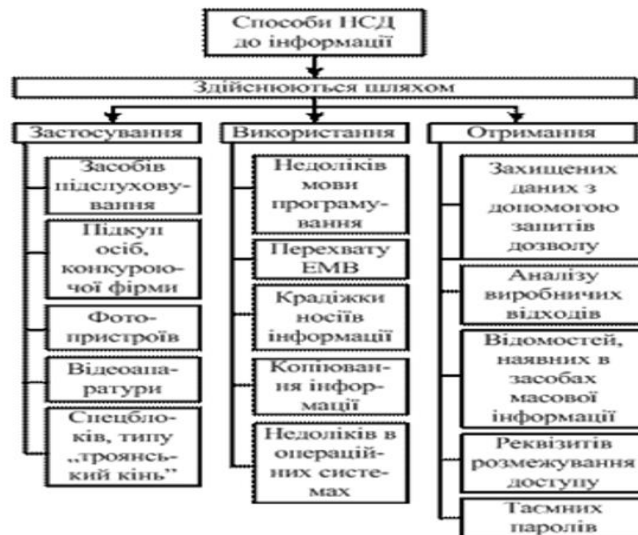 Способи НСД
до інформації
Здійснюються шляхом
Застосування
Засобів
підслухову-
вання
Підкуп
осіб,
конкурою-
чої фірми
Фото-
пристроїв
Відеоапа-
ратури
Спецбло-
ків, типу
„троянсь-
кий кінь”
Використання
Недоліків
мови
програму-
вання
Перехвату
ЕМВ
Крадіжки
носіїв
інформації
Копіюван-
ня інфор-
мації
Недоліків в
операцій-
них систе-
мах
Отримання
Захищених
даних з
допомогою
запитів
дозволу
Аналізу
виробничих
відходів
Відомостей,
наявних в
засобах
масової
інформації
Реквізитів
розмежування
доступу
Таємних
паролів